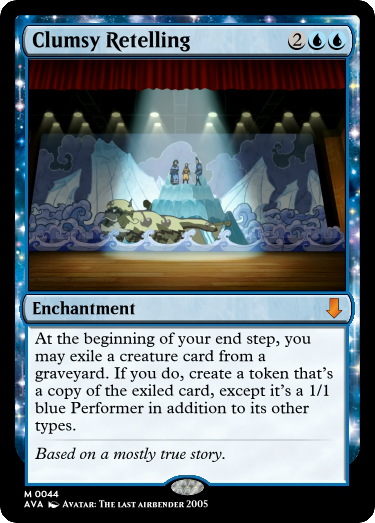 Clumsy Retelling 2
Enchantment
At the beginning of your end step, you
may exile a creature card from a
graveyard. If you do, create a token that's
a copy of the exiled card, except it's a 1/1
blue Performer in addition to its other
types.
Based on a mostly true story.
M 0044
AVA Avatar: The last airbender 2005